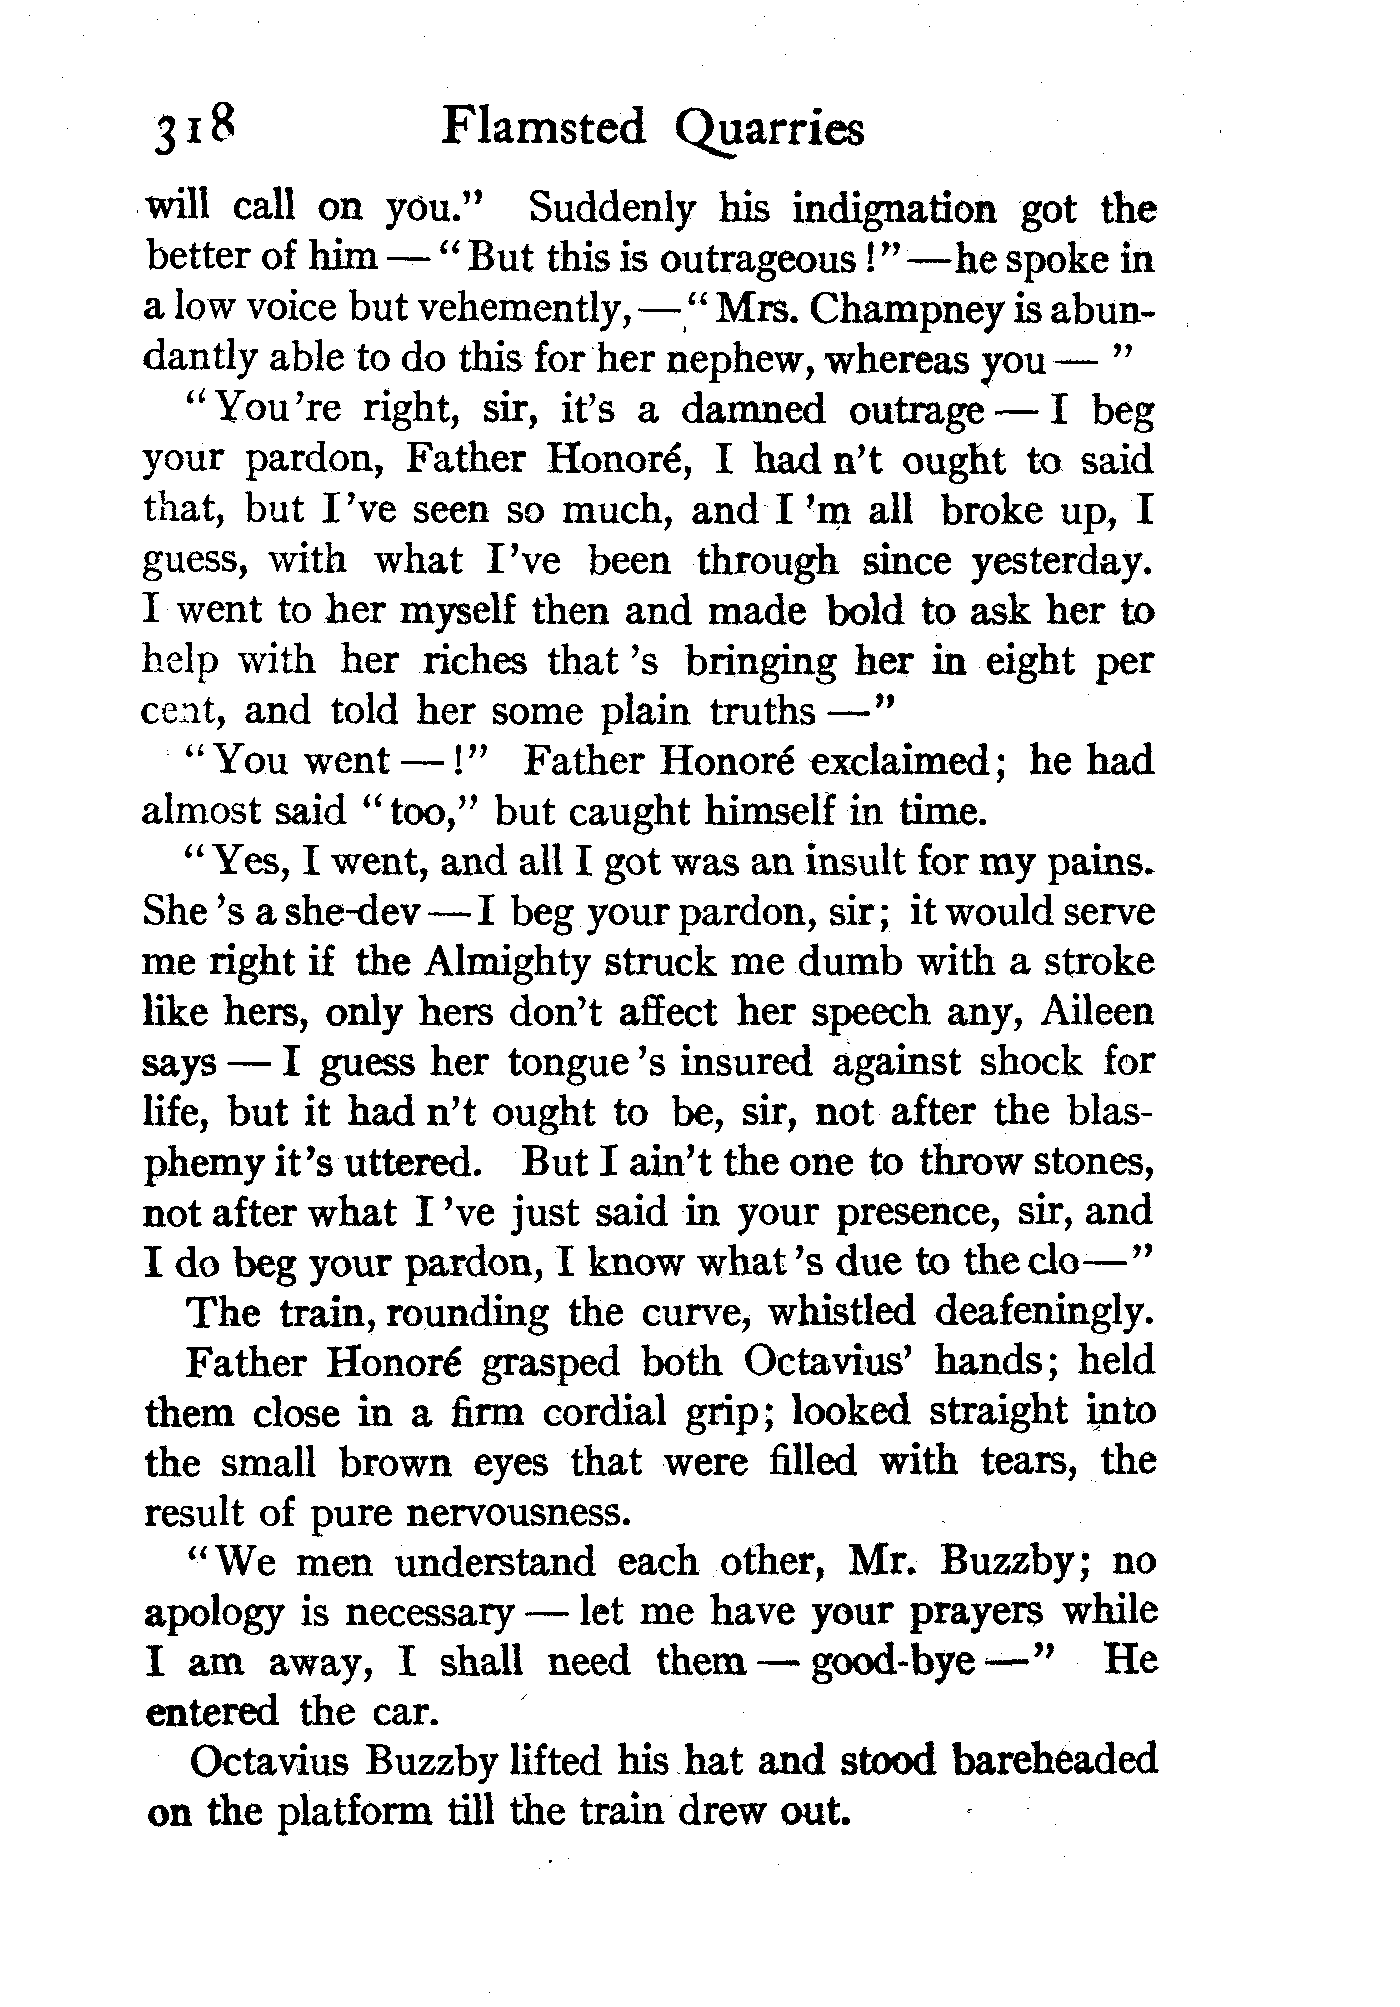 318 Flamsted Quarries
will call on you." Suddenly his indignation got the
better of him — "But this is outrageous!"—he spoke in
a low voice but vehemently,—"Mrs. Champney is abun-
dantly able to do this for her nephew, whereas you— "
"You're right, sir, it's a damned outrage — I beg
your pardon, Father Honoré, I had n't ought to said
that, but I've seen so much, and I 'm all broke up, I
guess, with what I've been through since yesterday.
I went to her myself then and made bold to ask her to
help with her riches that 's bringing her in eight per
cent, and told her some plain truths —"
"You went — !" Father Honoré exclaimed; he had
almost said "too," but caught himself in time.
"Yes, I went, and all I got was an insult for my pains.
She 's a she-dev — I beg your pardon, sir; it would serve
me right if the Almighty struck me dumb with a stroke
like hers, only hers don't affect her speech any, Aileen
says — I guess her tongue 's insured against shock for
life, but it had n't ought to be, sir, not after the blas-
phemy it's uttered. But I ain't the one to throw stones,
not after what I 've just said in your presence, sir, and
I do beg your pardon, I know what 's due to the clo—"
The train, rounding the curve, whistled deafeningly.
Father Honoré grasped both Octavius' hands; held
them close in a firm cordial grip; looked straight into
the small brown eyes that were filled with tears, the
result of pure nervousness.
"We men understand each other, Mr. Buzzby; no
apology is necessary — let me have your prayers while
I am away, I shall need them — good-bye —" He
entered the car.
Octavius Buzzby lifted his hat and stood bareheaded
on the platform till the train drew out.